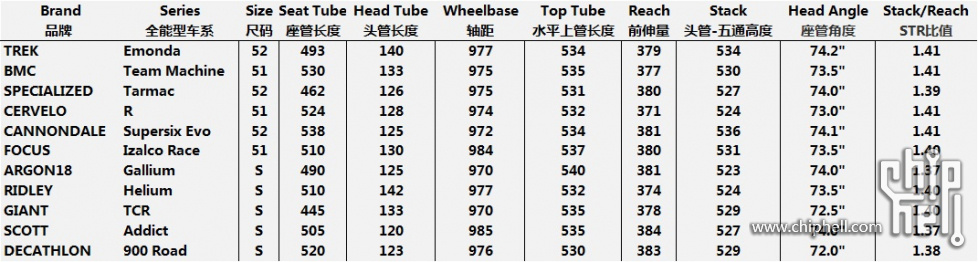 Brand Series Size Seat Tube Head Tube Wheelbase Top Tube Reach Stack Head Angle Stack/Reach
品牌 全能型车系 尺码 座管长度 头管长度 轴距 水平上管长度 前伸量 头管-五通高度 座管角度 STR比值
TREK Emonda 52 493 140 977 534 379 534 74.2" 1.41
BMC Team Machine 51 530 133 975 535 377 530 73.5" 1.41
SPECIALIZED Tarmac 52 462 126 975 531 380 527 74.0" 1.39
CERVELO R 51 524 128 974 532 371 524 73.0" 1.41
CANNONDALE Supersix Evo 52 538 125 972 534 381 536 74.1" 1.41
FOCUS Izalco Race 51 510 130 984 537 380 531 73.5" 1.40
ARGON18 Gallium S 490 125 970 540 381 523 74.0" 1.37
RIDLEY Helium S 510 142 977 532 374 524 73.5" 1.40
GIANT TCR S 445 133 970 535 378 529 72.5" 1.40
SCOTT Addict S 505 120 985 535 384 527 74.0" 1.37
DECATHLON 900 Road S 520 123 976 530 383 529 72.0" 1.38
chip
hell
www.chiphell.com